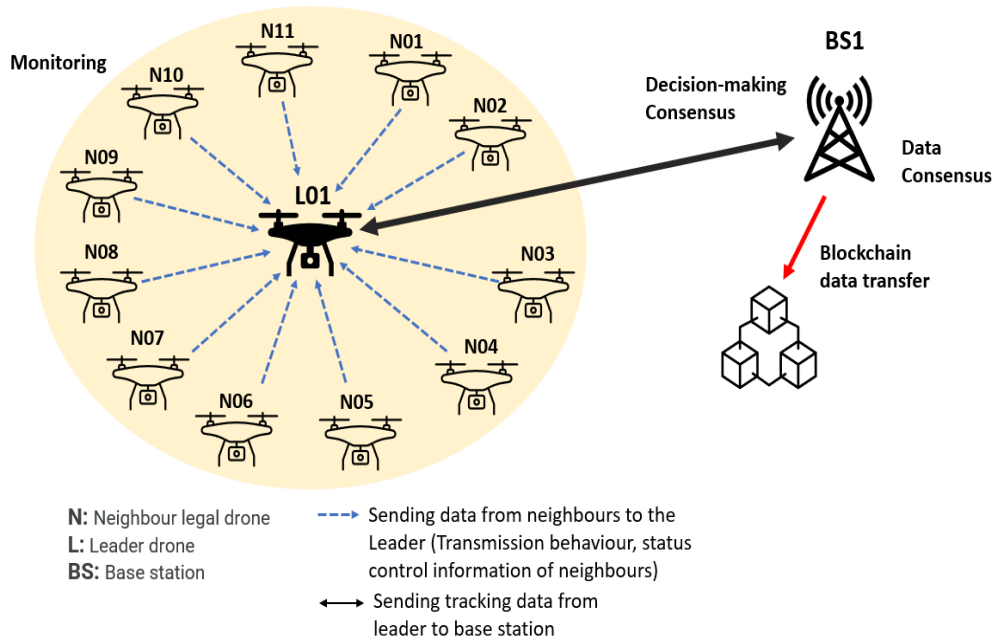 Monitoring
N11
N01
N10
N02
N09
L01
N08
N03
N07
N04
N06
N05
BS1
Decision-making
Consensus
Data
Consensus
Blockchain
data transfer
N: Neighbour legal drone
L: Leader drone
BS: Base station
Sending data from neighbours to the
Leader (Transmission behaviour, status
control information of neighbours)
Sending tracking data from
leader to base station